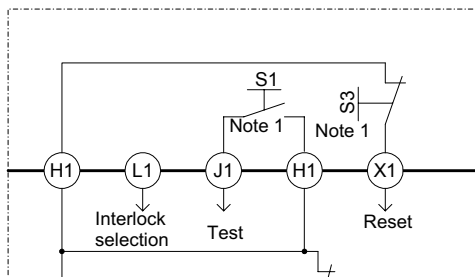 S1
S3
Note 1
Note 1
H1
L1
J1
H1
X1
Interlock
selection
Test
Reset